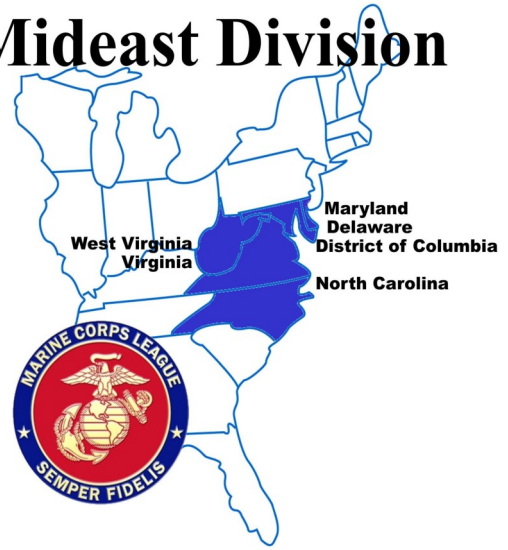 Mideast Division
Maryland
Delaware
West Virginia
District of Columbia
Virginia
North Carolina
MARINE CORPS LEAGUE
SEMPER FIDELIS